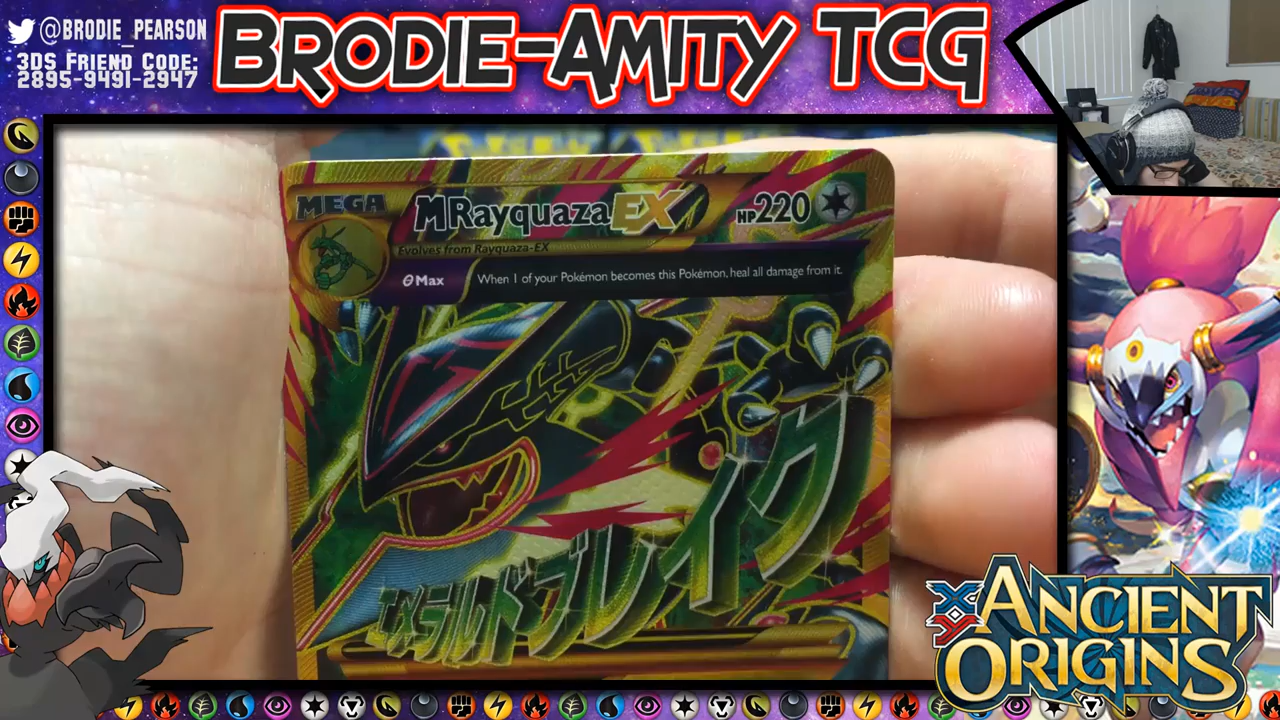 @BRODIE_PEARSON
3DS FRIEND CODE:
2895-9491-2947
BRODIE-AMITY TCG
MEGA
MRayquazaEX
HP220
Evolves from Rayquaza-EX
θ Max
When 1 of your Pokémon becomes this Pokémon, heal all damage from it.
エメラルドブレイク
XY
ANCIENT
ORIGINS